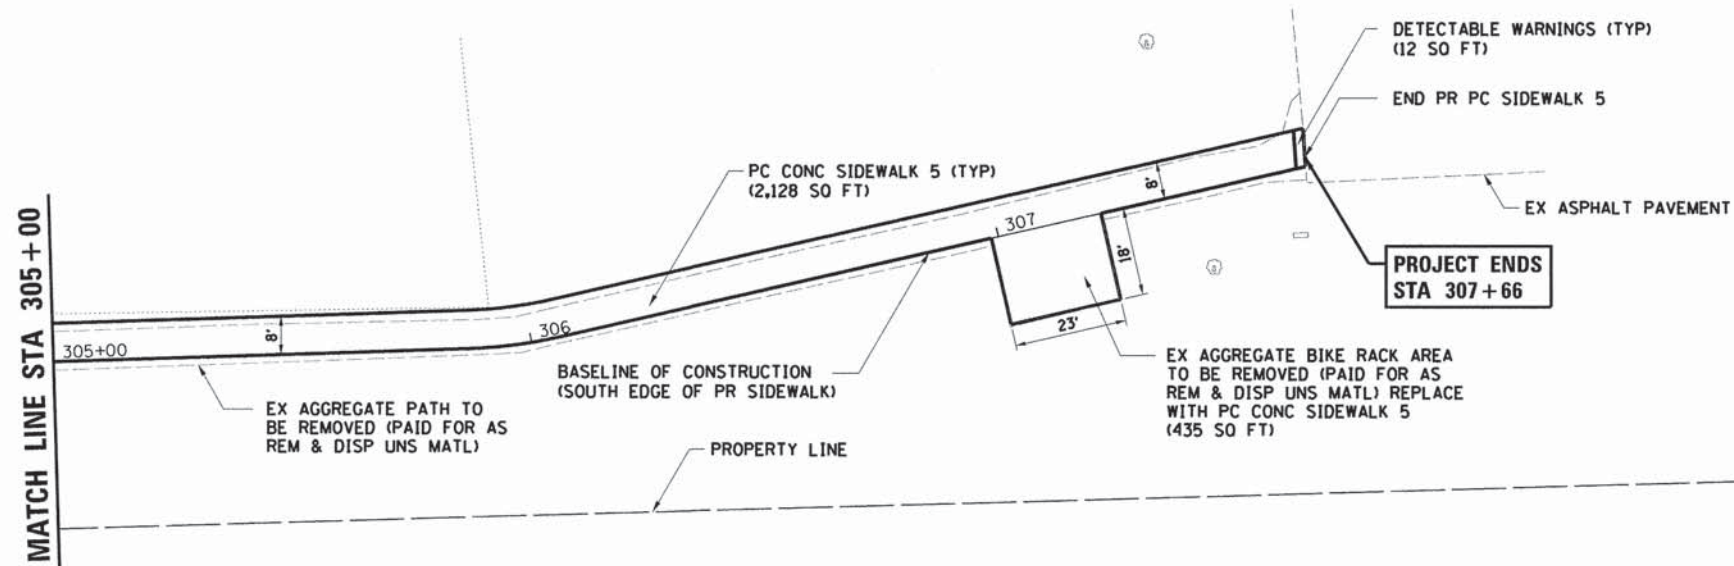 DETECTABLE WARNINGS (TYP)
(12 SQ FT)
END PR PC SIDEWALK 5
PC CONC SIDEWALK 5 (TYP)
(2,128 SQ FT)
8'
307
EX ASPHALT PAVEMENT
18'
PROJECT ENDS
STA 307+66
MATCH LINE STA 305+00
305+00
8'
306
23'
BASELINE OF CONSTRUCTION
(SOUTH EDGE OF PR SIDEWALK)
EX AGGREGATE BIKE RACK AREA
TO BE REMOVED (PAID FOR AS
REM & DISP UNS MATL) REPLACE
WITH PC CONC SIDEWALK 5
(435 SQ FT)
EX AGGREGATE PATH TO
BE REMOVED (PAID FOR AS
REM & DISP UNS MATL)
PROPERTY LINE